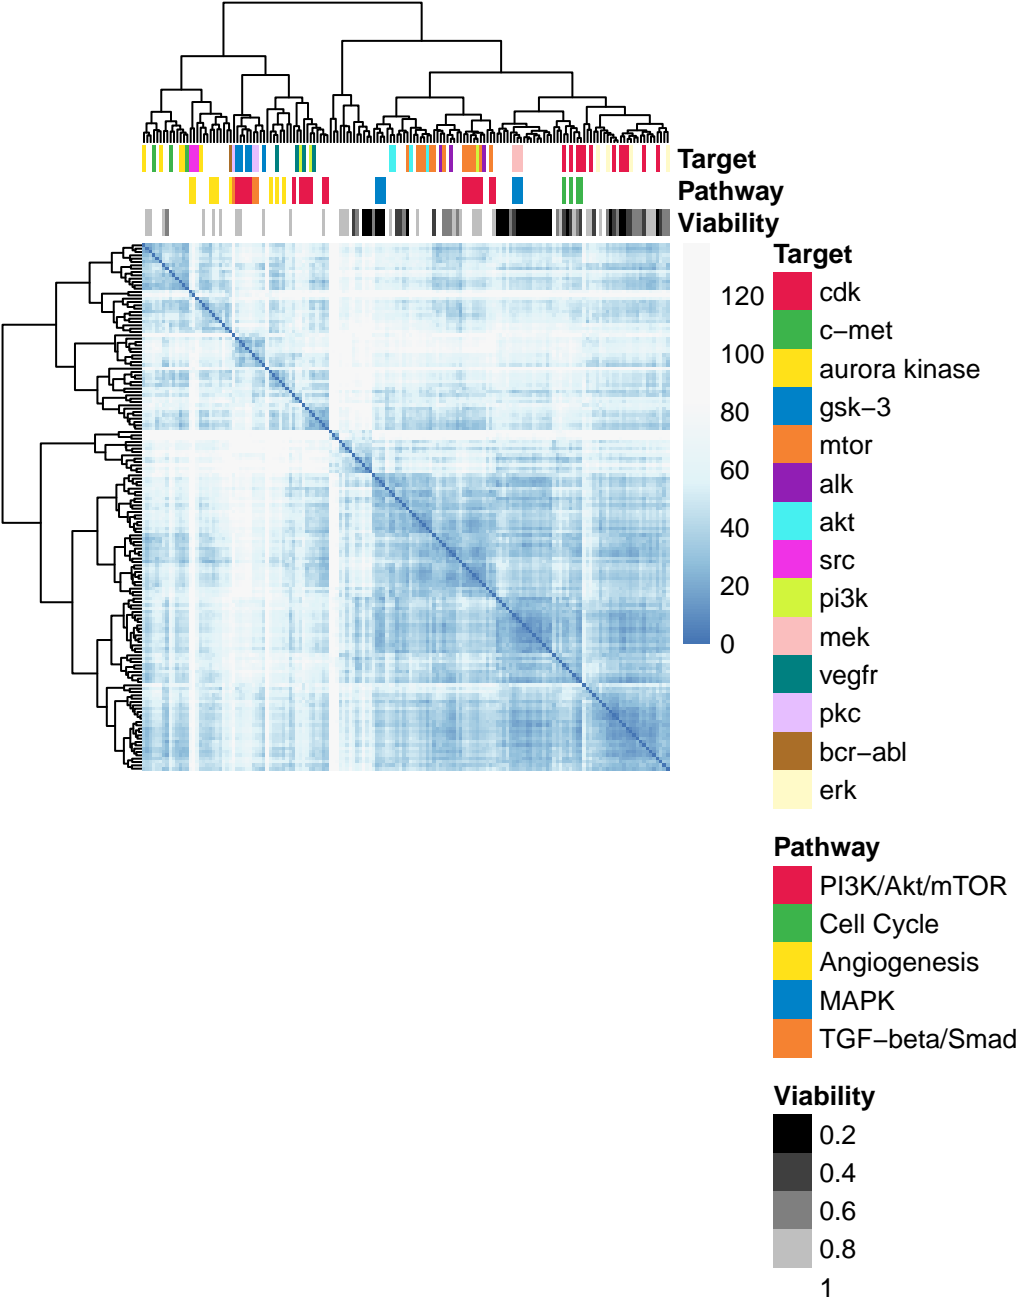 Target
Pathway
Viability
120
100
80
60
40
20
0
Target
cdk
c−met
aurora kinase
gsk−3
mtor
alk
akt
src
pi3k
mek
vegfr
pkc
bcr−abl
erk
Pathway
PI3K/Akt/mTOR
Cell Cycle
Angiogenesis
MAPK
TGF−beta/Smad
Viability
0.2
0.4
0.6
0.8
1